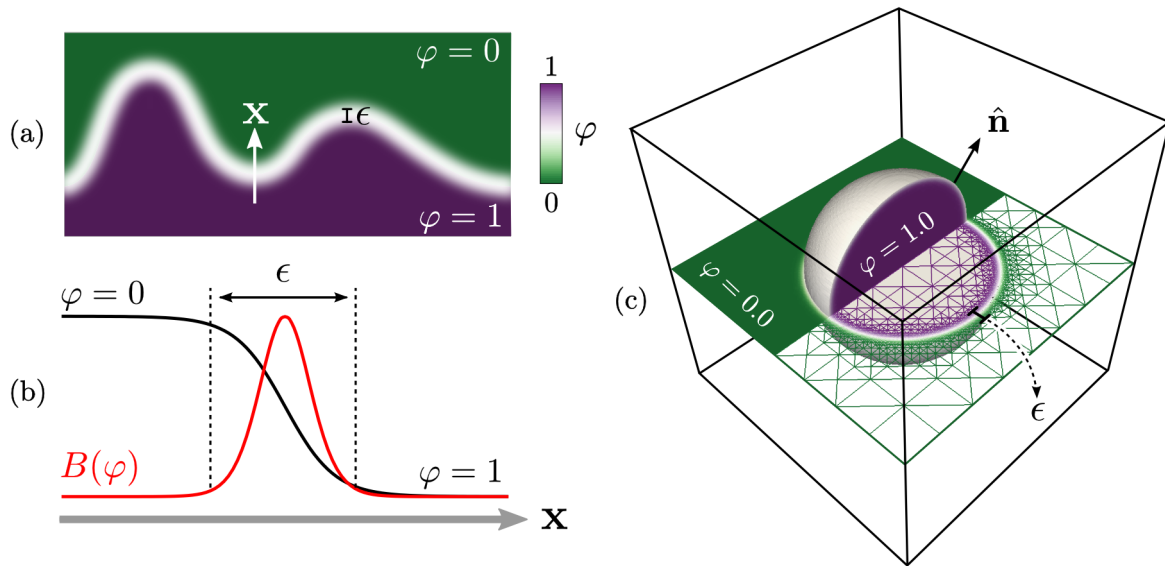 (a)
φ = 0
x
ϵ
φ = 1
1
φ
0
(b)
φ = 0
ϵ
B(φ)
φ = 1
x
(c)
n̂
φ = 1.0
φ = 0.0
ϵ